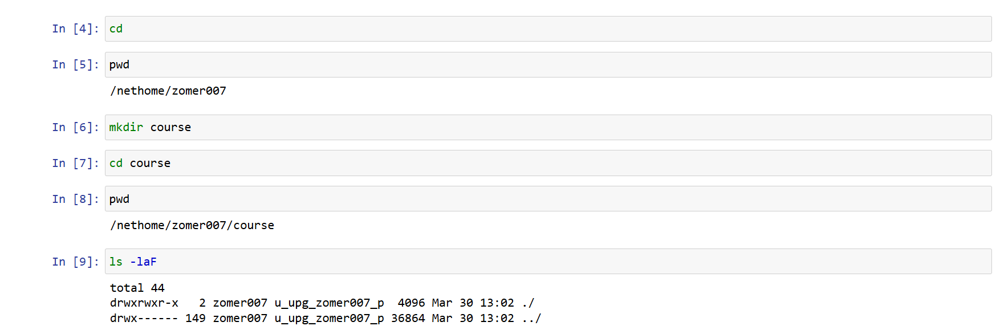 In [4]: cd
In [5]: pwd
/nethome/zomer007
In [6]: mkdir course
In [7]: cd course
In [8]: pwd
/nethome/zomer007/course
In [9]: ls -laF
total 44
drwxrwxr-x   2 zomer007 u_upg_zomer007_p  4096 Mar 30 13:02 ./
drwx------ 149 zomer007 u_upg_zomer007_p 36864 Mar 30 13:02 ../